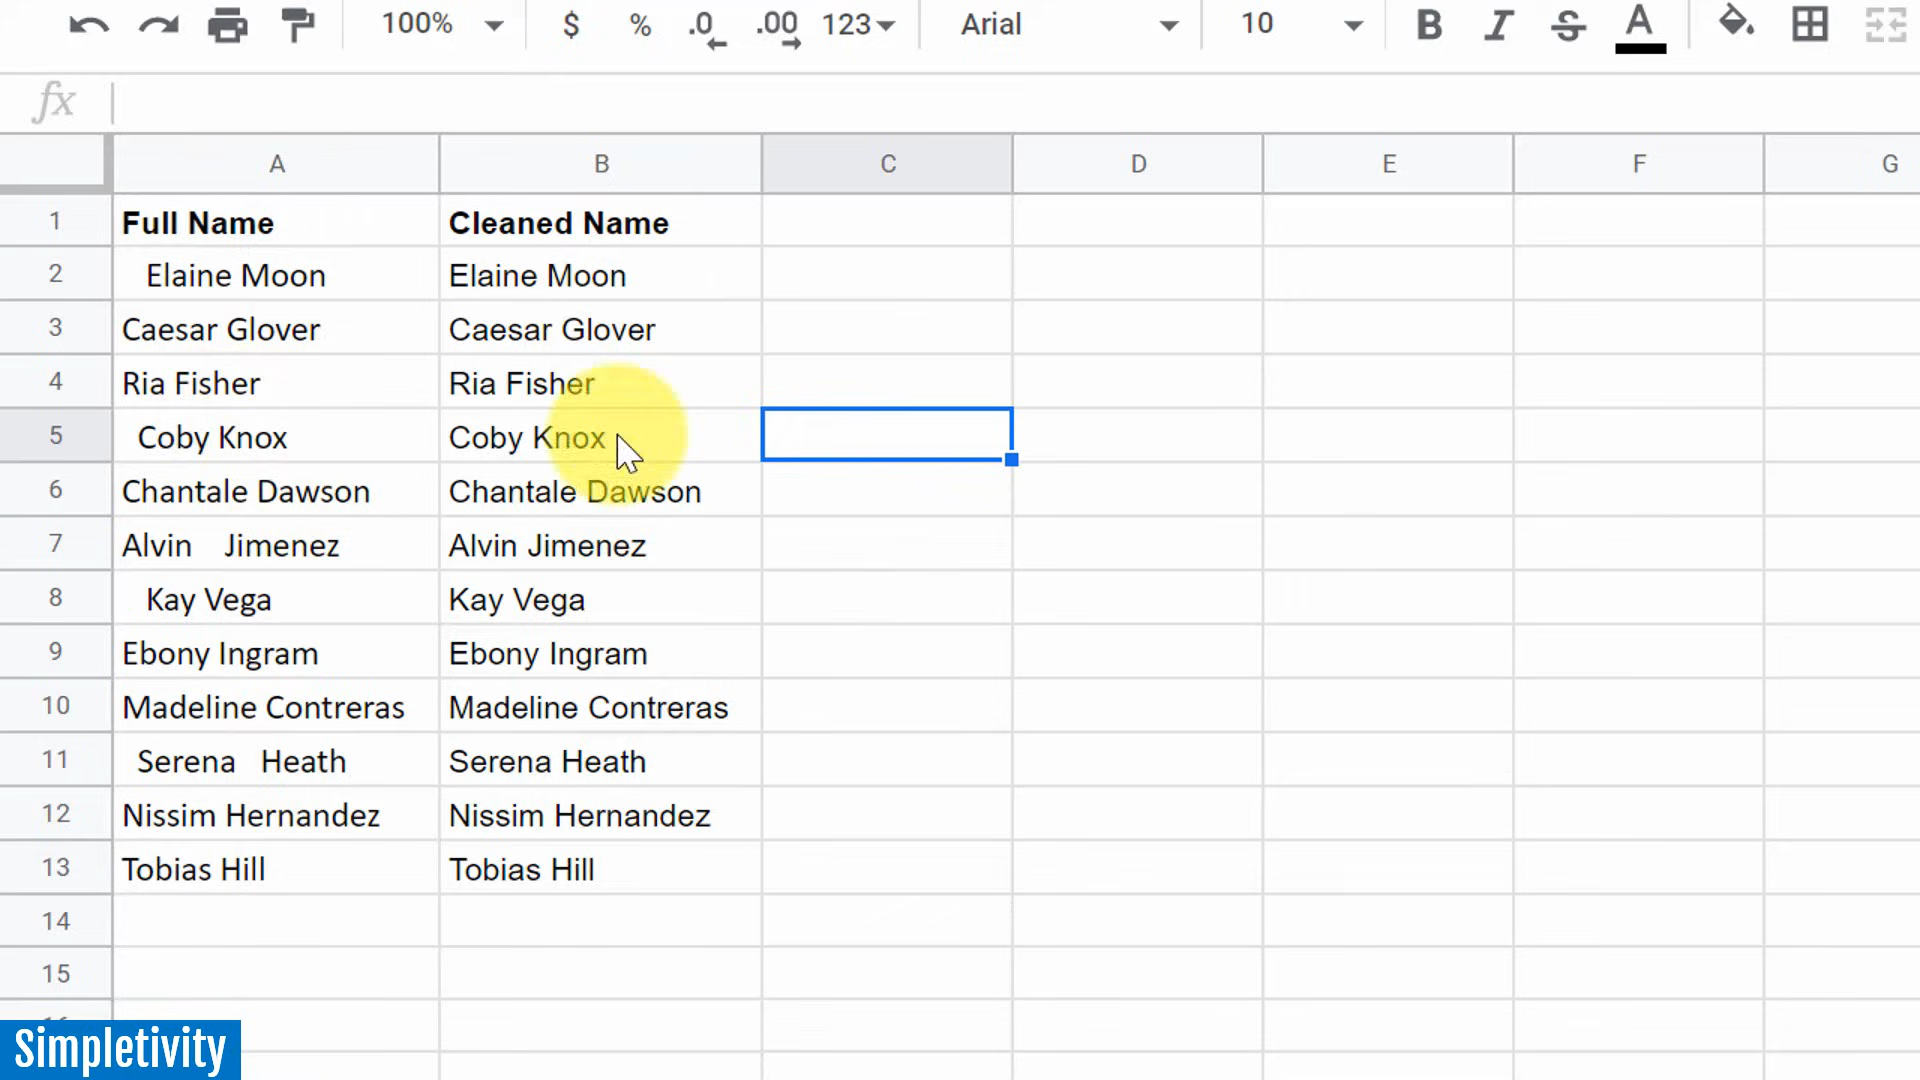 100% $ % .0 .00 123 Arial 10 B I S A
fx
A B C D E F G
1 Full Name Cleaned Name
2 Elaine Moon Elaine Moon
3 Caesar Glover Caesar Glover
4 Ria Fisher Ria Fisher
5 Coby Knox Coby Knox
6 Chantale Dawson Chantale Dawson
7 Alvin    Jimenez Alvin Jimenez
8 Kay Vega Kay Vega
9 Ebony Ingram Ebony Ingram
10 Madeline Contreras Madeline Contreras
11 Serena   Heath Serena Heath
12 Nissim Hernandez Nissim Hernandez
13 Tobias Hill Tobias Hill
14
15
Simpletivity